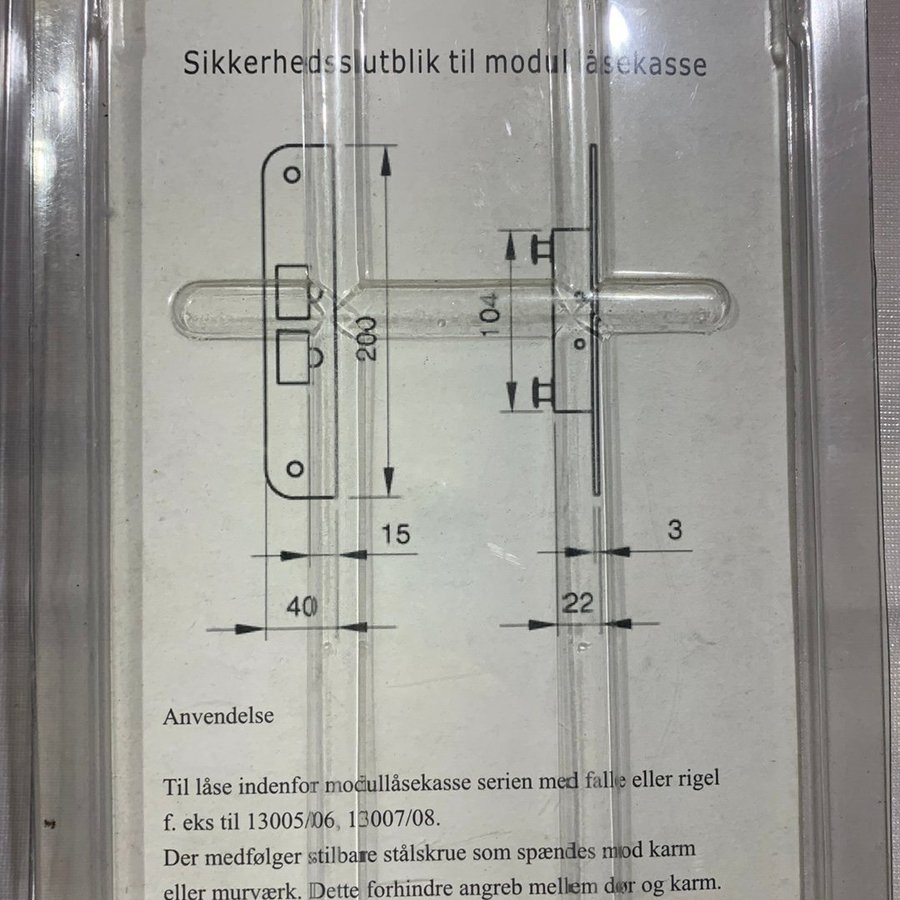 Sikkerhedsslutblik til modul låsekasse
200
104
15
3
40
22
Anvendelse
Til låse indenfor modullåsekasse serien med falle eller rigel
f. eks til 13005/06, 13007/08.
Der medfølger stilbare stålskrue som spændes mod karm
eller murværk. Dette forhindre angreb mellem dør og karm.